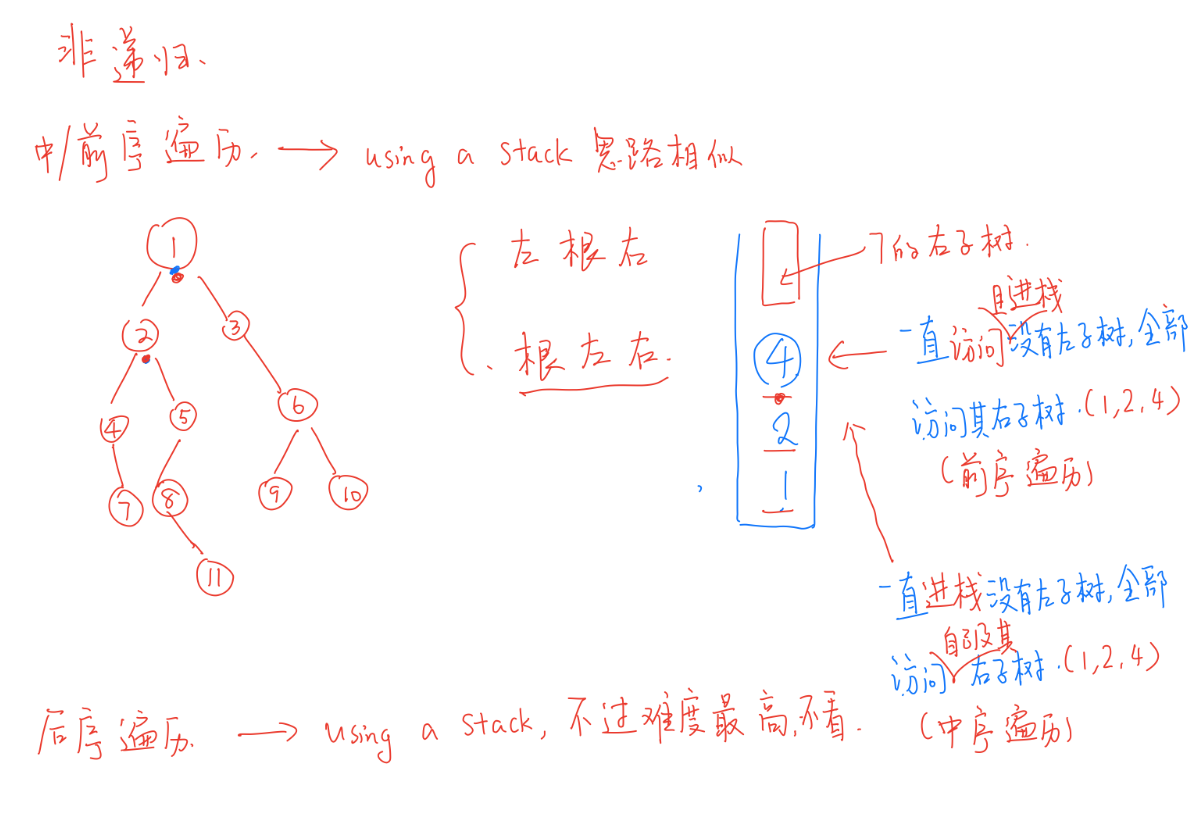 非递归.
中/前序遍历. → using a stack 思路相似
左根右
根左右.
1
2
3
4
5
6
7
8
9
10
11
7的右子树.
4
2
1
且进栈
一直访问没有左子树,全部
访问其右子树.(1,2,4)
(前序遍历)
一直进栈没有左子树,全部
自己及其
访问右子树.(1,2,4)
(中序遍历)
后序遍历. → using a stack, 不过难度最高,不看.